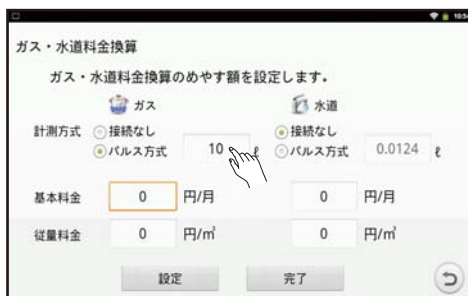 10:54
ガス・水道料金換算
ガス・水道料金換算のめやす額を設定します。
ガス 水道
計測方式 接続なし 接続なし
パルス方式 10 ℓ パルス方式 0.0124 ℓ
基本料金 0 円/月 0 円/月
従量料金 0 円/㎥ 0 円/㎥
設定 完了